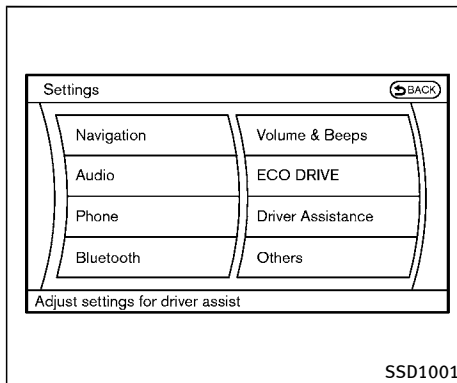 Settings
BACK
Navigation
Volume & Beeps
Audio
ECO DRIVE
Phone
Driver Assistance
Bluetooth
Others
Adjust settings for driver assist
SSD1001